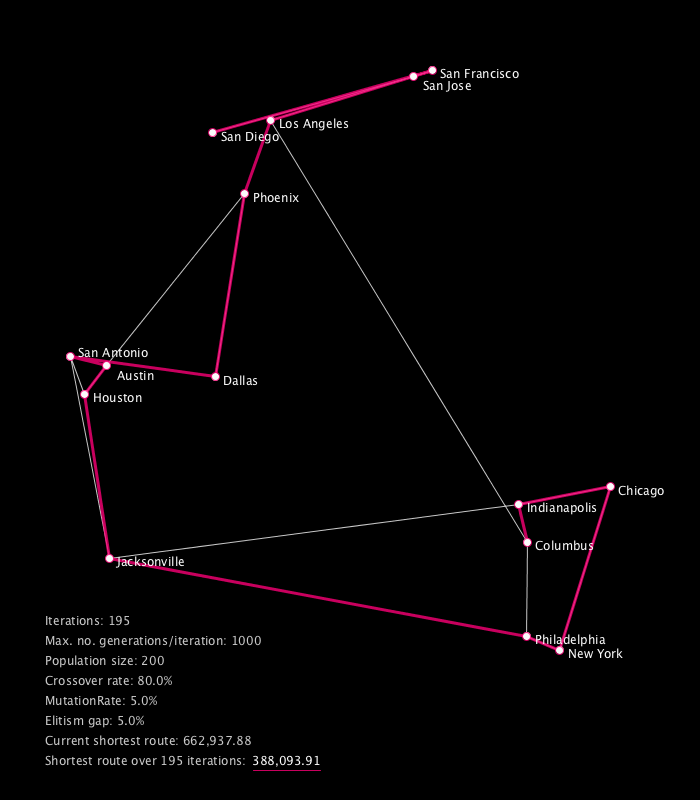 San Francisco
San Jose
Los Angeles
San Diego
Phoenix
San Antonio
Austin
Dallas
Houston
Chicago
Indianapolis
Columbus
Jacksonville
Philadelphia
New York
Iterations: 195
Max. no. generations/iteration: 1000
Population size: 200
Crossover rate: 80.0%
MutationRate: 5.0%
Elitism gap: 5.0%
Current shortest route: 662,937.88
Shortest route over 195 iterations: 388,093.91